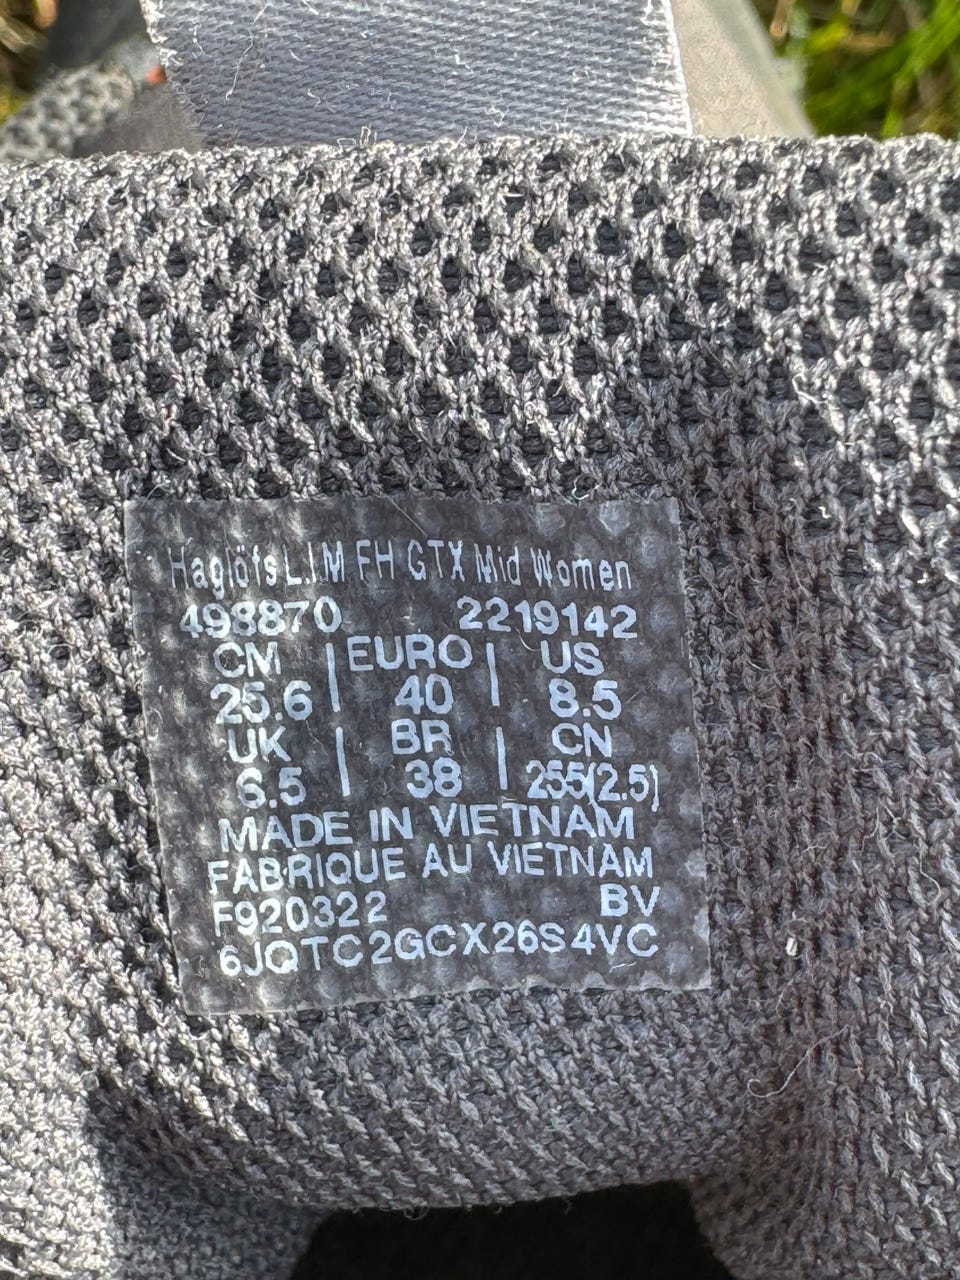 Haglöfs L.I.M FH GTX Mid Women
498870 2219142
CM | EURO | US
25.6 | 40 | 8.5
UK | BR | CN
6.5 | 38 | 255(2.5)
MADE IN VIETNAM
FABRIQUE AU VIETNAM
F920322 BV
6JQTC2GCX26S4VC